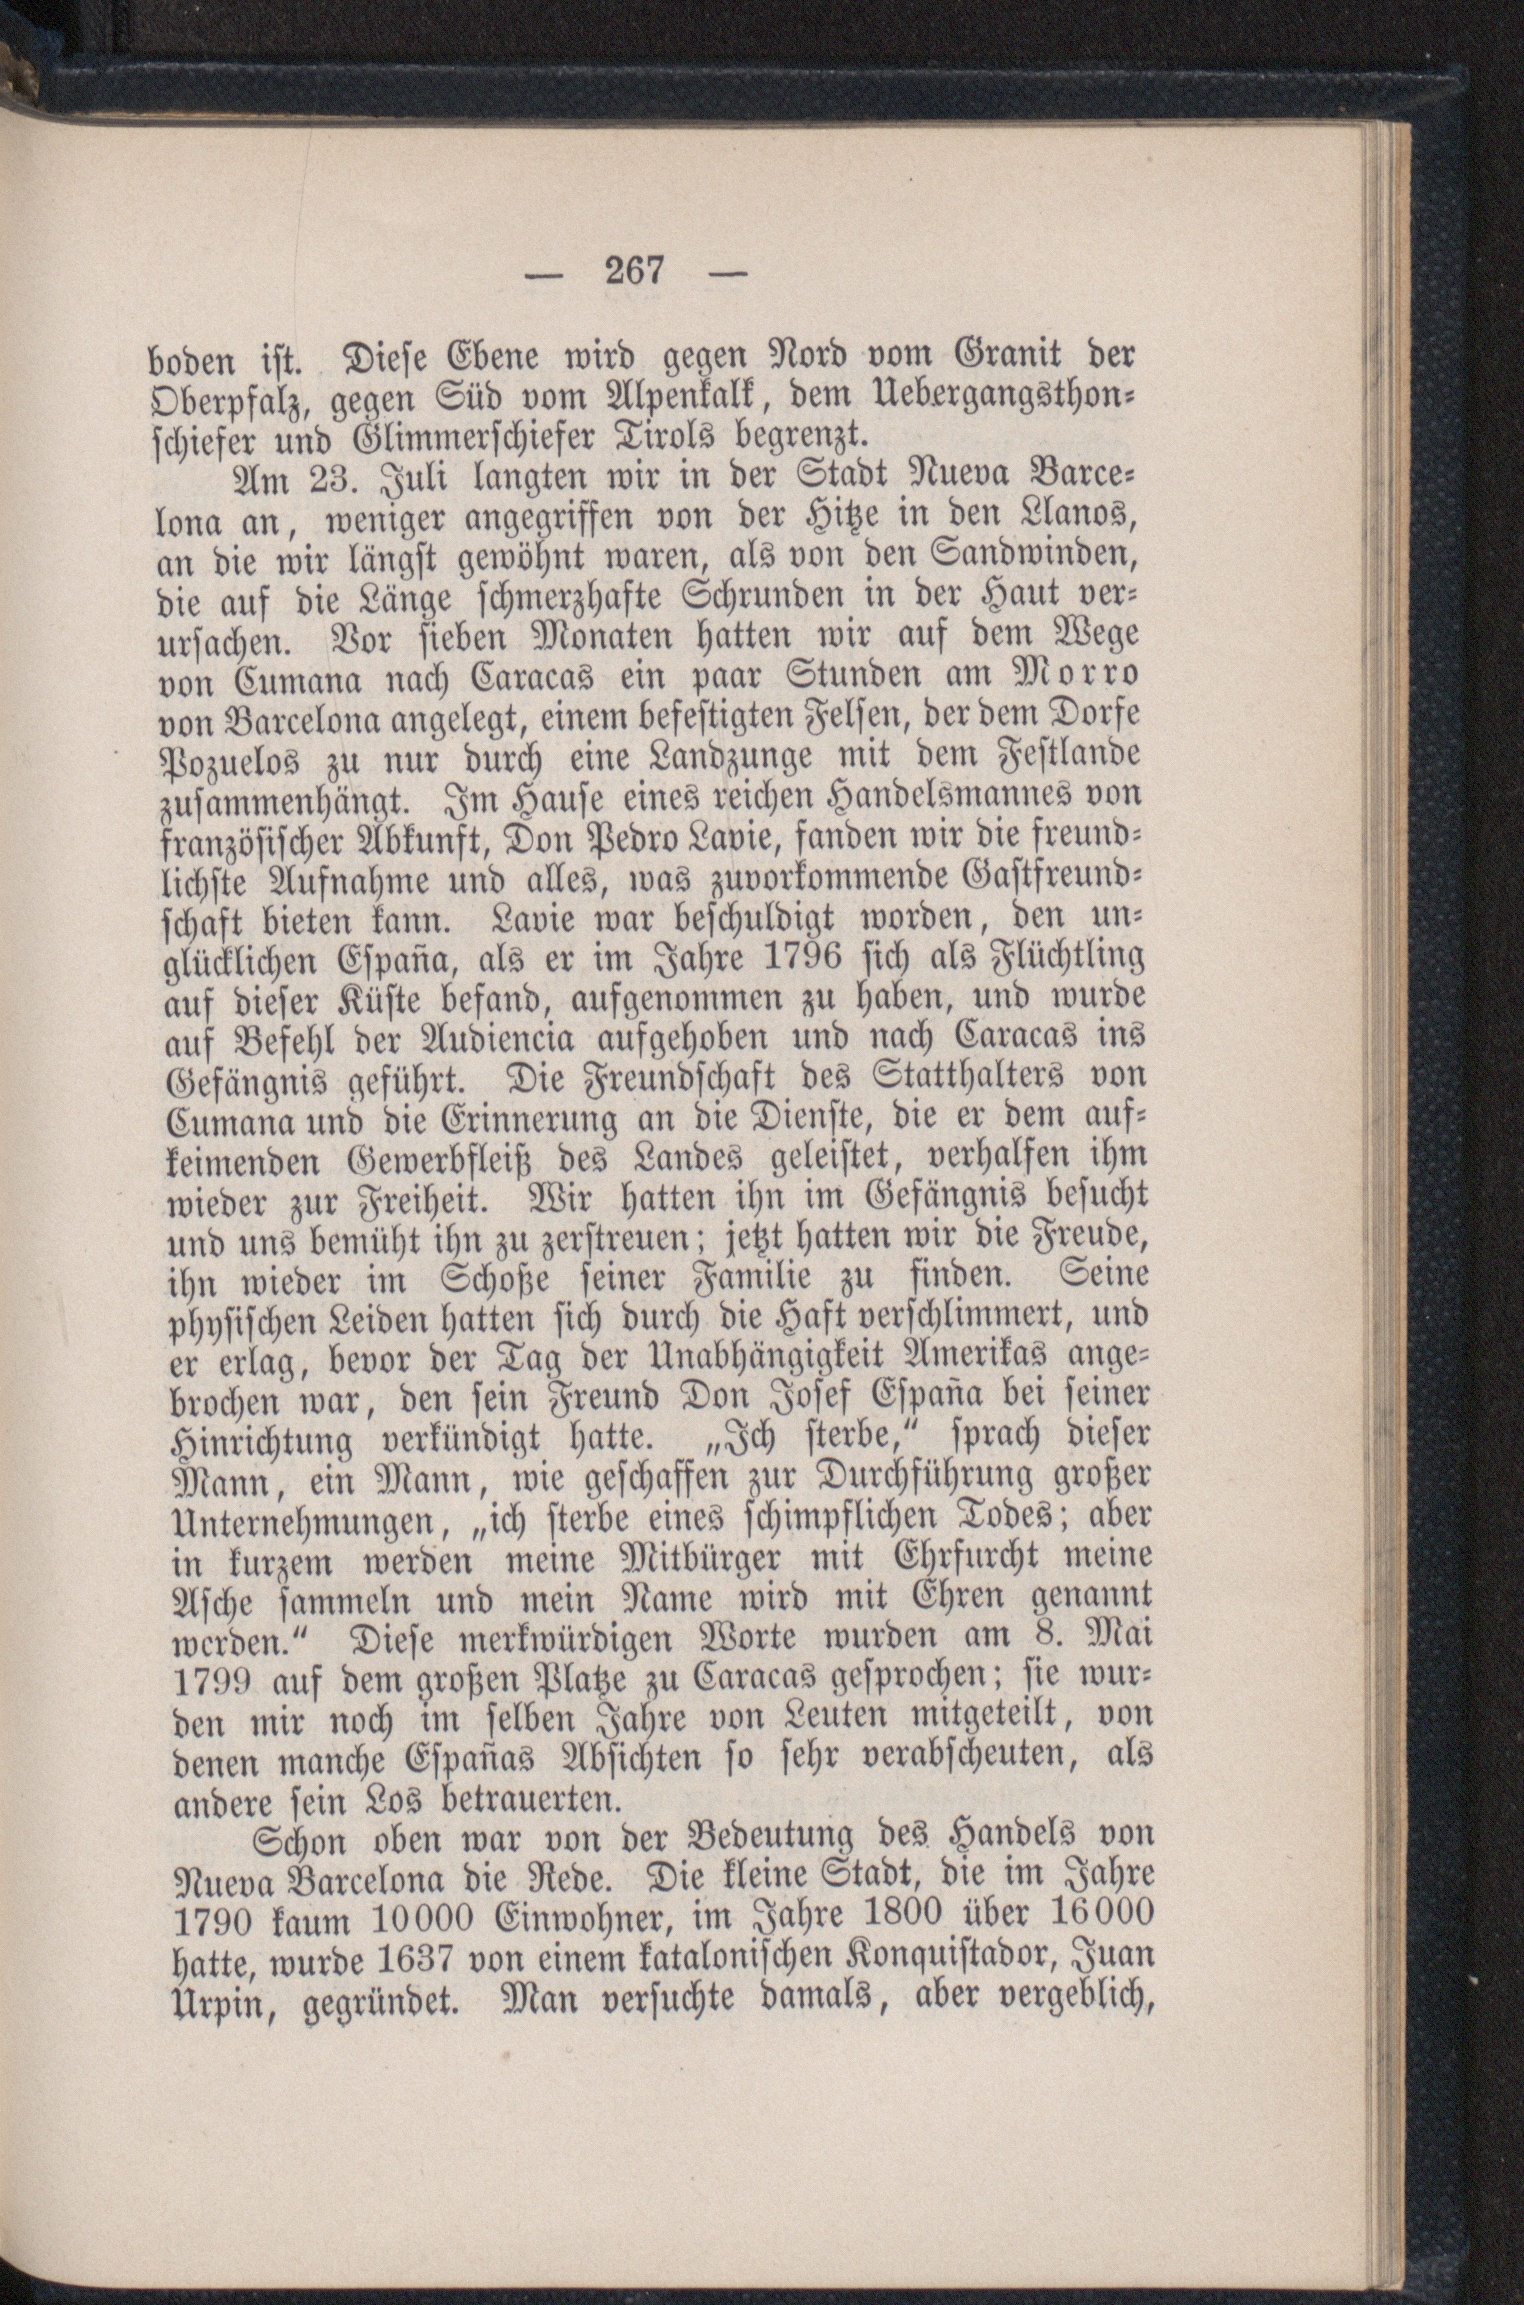 — 267 —
boden ist. Diese Ebene wird gegen Nord vom Granit der
Oberpfalz, gegen Süd vom Alpenkalk, dem Uebergangsthon-
schiefer und Glimmerschiefer Tirols begrenzt.
Am 23. Juli langten wir in der Stadt Nueva Barce-
lona an, weniger angegriffen von der Hitze in den Llanos,
an die wir längst gewöhnt waren, als von den Sandwinden,
die auf die Länge schmerzhafte Schrunden in der Haut ver-
ursachen. Vor sieben Monaten hatten wir auf dem Wege
von Cumana nach Caracas ein paar Stunden am Morro
von Barcelona angelegt, einem befestigten Felsen, der dem Dorfe
Pozuelos zu nur durch eine Landzunge mit dem Festlande
zusammenhängt. Im Hause eines reichen Handelsmannes von
französischer Abkunft, Don Pedro Lavie, fanden wir die freund-
lichste Aufnahme und alles, was zuvorkommende Gastfreund-
schaft bieten kann. Lavie war beschuldigt worden, den un-
glücklichen España, als er im Jahre 1796 sich als Flüchtling
auf dieser Küste befand, aufgenommen zu haben, und wurde
auf Befehl der Audiencia aufgehoben und nach Caracas ins
Gefängnis geführt. Die Freundschaft des Statthalters von
Cumana und die Erinnerung an die Dienste, die er dem auf-
keimenden Gewerbfleiß des Landes geleistet, verhalfen ihm
wieder zur Freiheit. Wir hatten ihn im Gefängnis besucht
und uns bemüht ihn zu zerstreuen; jetzt hatten wir die Freude,
ihn wieder im Schoße seiner Familie zu finden. Seine
physischen Leiden hatten sich durch die Haft verschlimmert, und
er erlag, bevor der Tag der Unabhängigkeit Amerikas ange-
brochen war, den sein Freund Don Josef España bei seiner
Hinrichtung verkündigt hatte. „Ich sterbe,“ sprach dieser
Mann, ein Mann, wie geschaffen zur Durchführung großer
Unternehmungen, „ich sterbe eines schimpflichen Todes; aber
in kurzem werden meine Mitbürger mit Ehrfurcht meine
Asche sammeln und mein Name wird mit Ehren genannt
werden.“ Diese merkwürdigen Worte wurden am 8. Mai
1799 auf dem großen Platze zu Caracas gesprochen; sie wur-
den mir noch im selben Jahre von Leuten mitgeteilt, von
denen manche Españas Absichten so sehr verabscheuten, als
andere sein Los betrauerten.
Schon oben war von der Bedeutung des Handels von
Nueva Barcelona die Rede. Die kleine Stadt, die im Jahre
1790 kaum 10000 Einwohner, im Jahre 1800 über 16000
hatte, wurde 1637 von einem katalonischen Konquistador, Juan
Urpin, gegründet. Man versuchte damals, aber vergeblich,